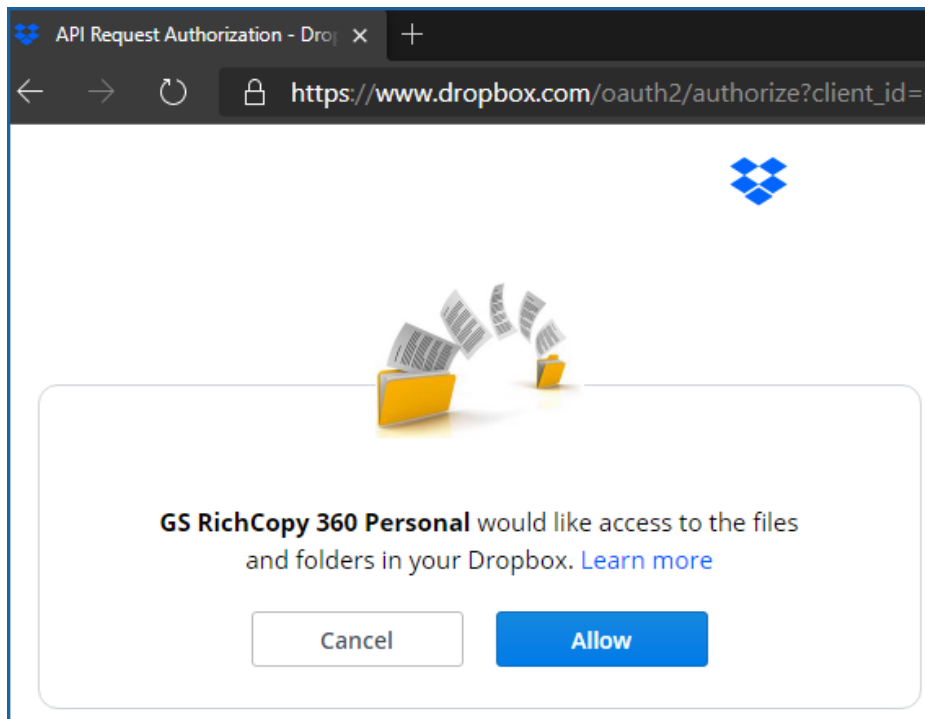 API Request Authorization - Dro
https://www.dropbox.com/oauth2/authorize?client_id=
GS RichCopy 360 Personal would like access to the files
and folders in your Dropbox. Learn more
Cancel Allow